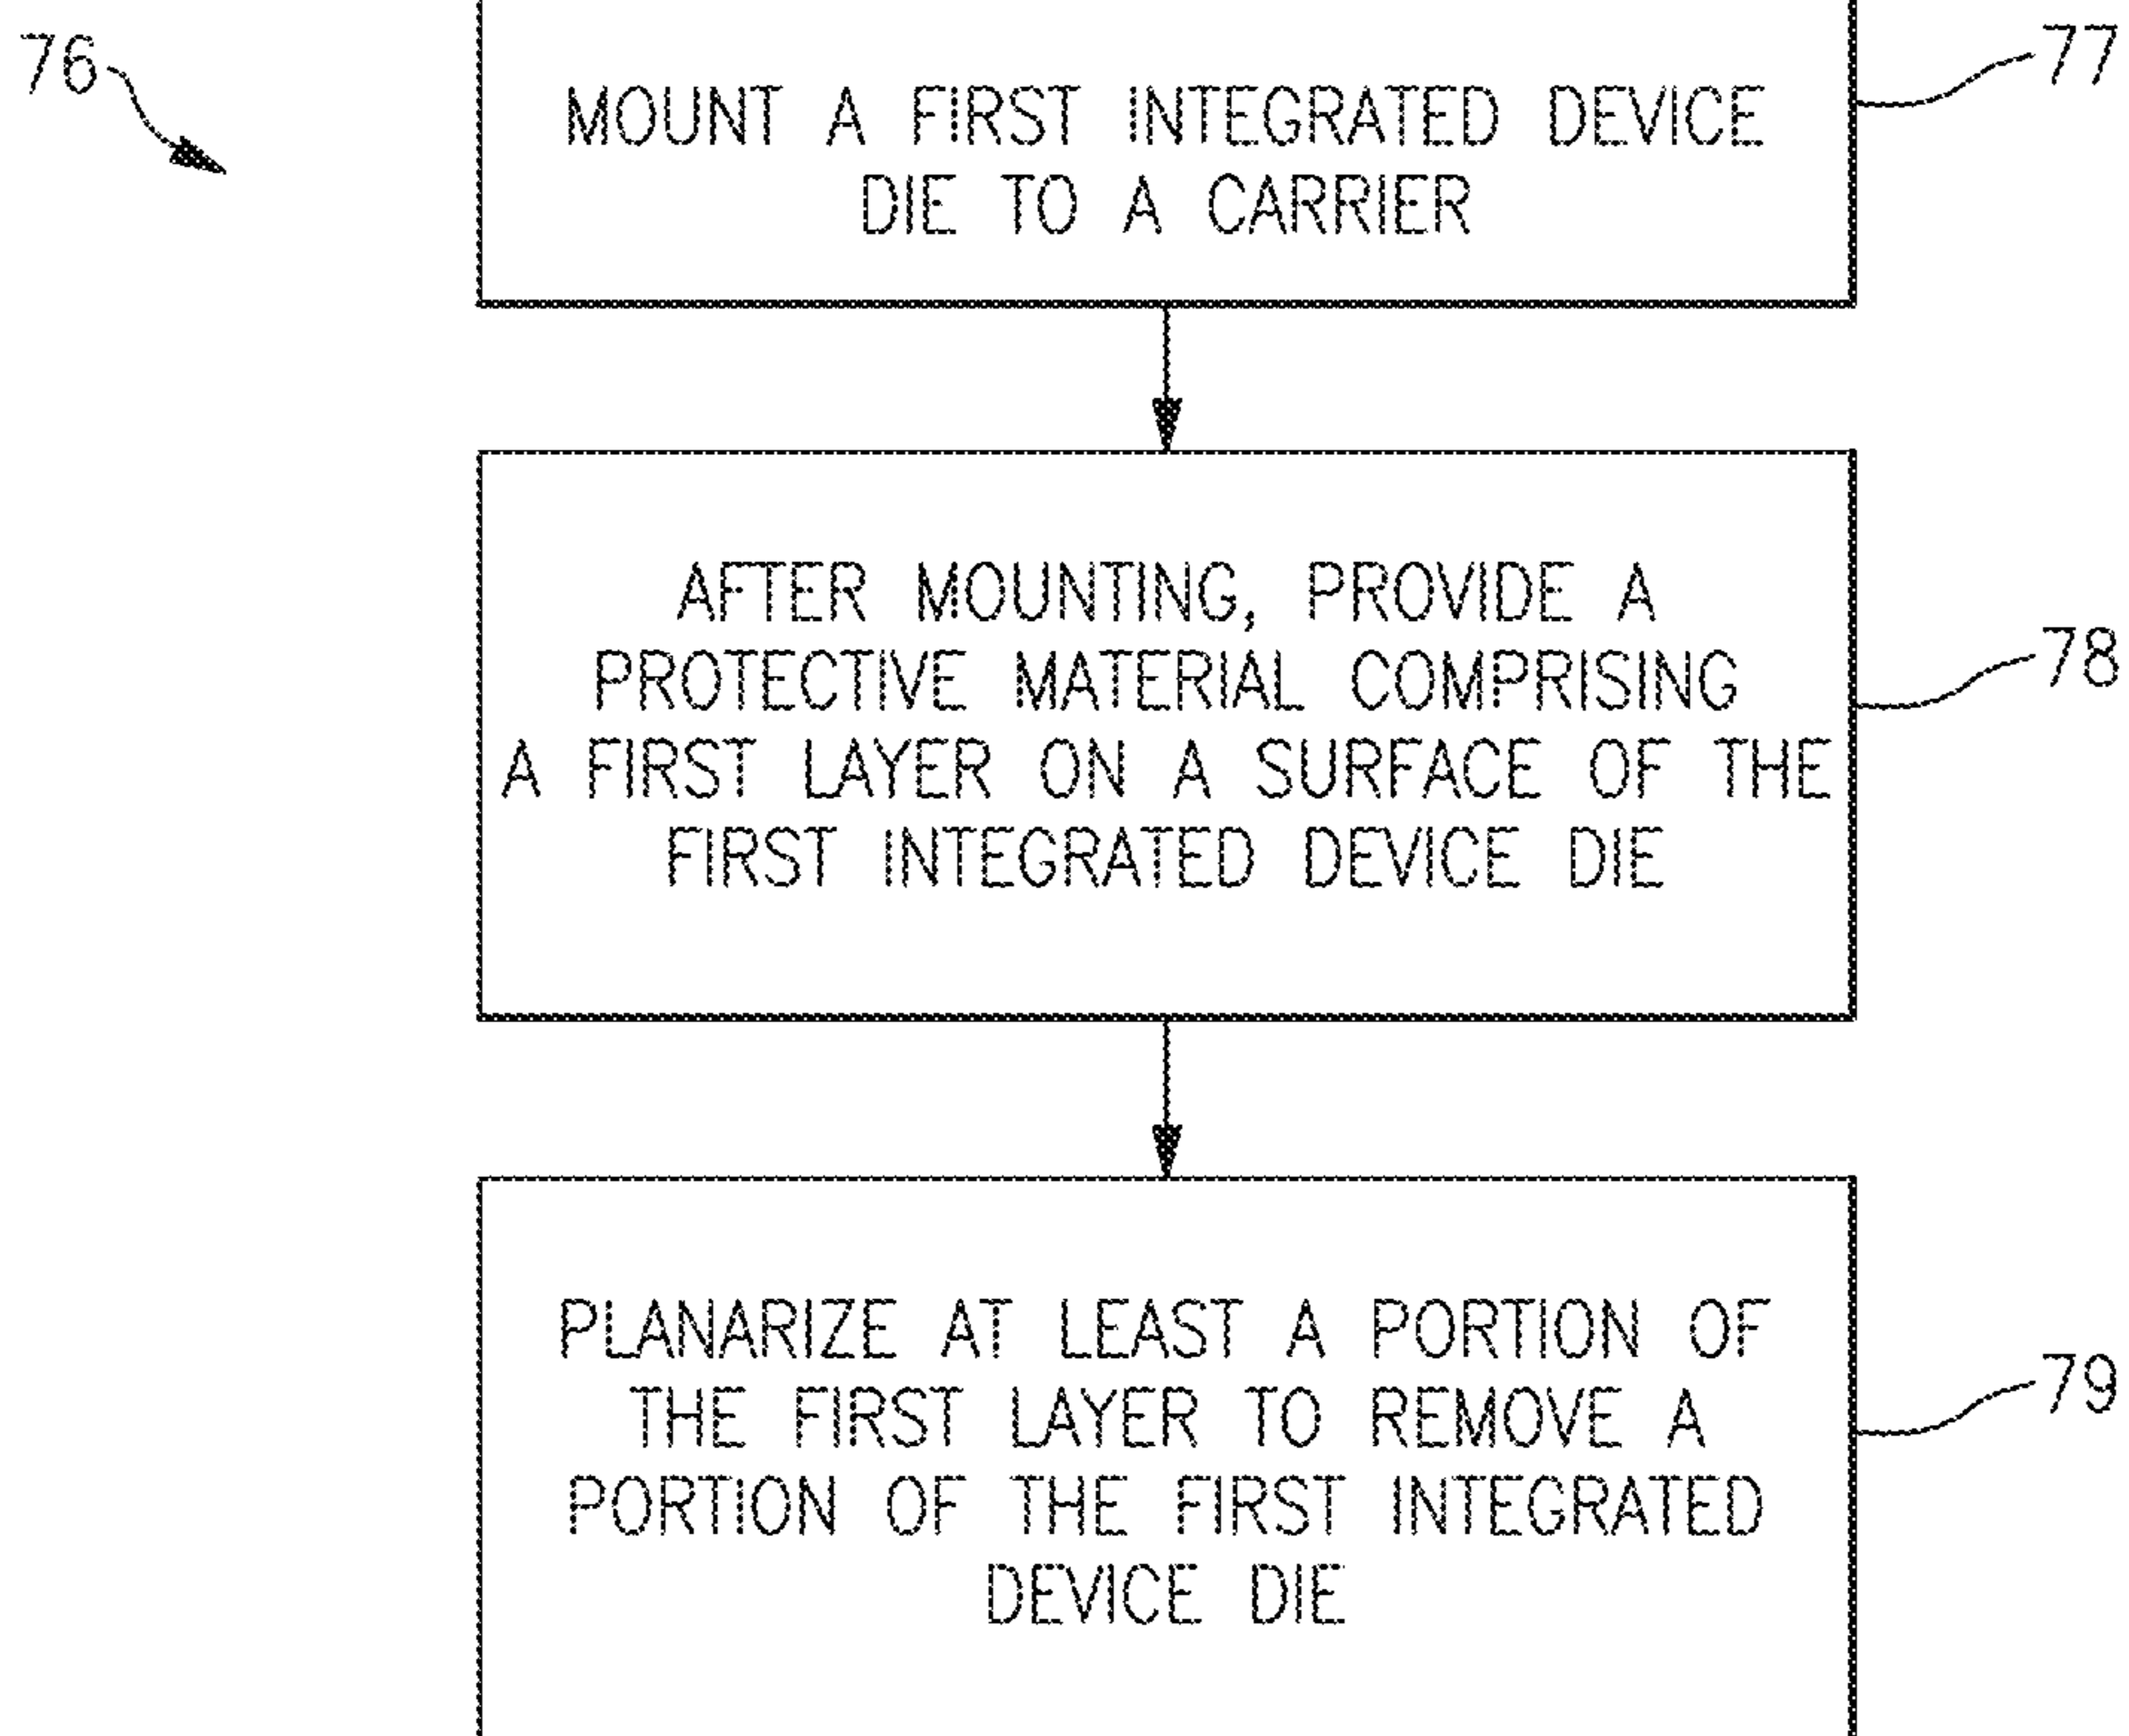 76
77
MOUNT A FIRST INTEGRATED DEVICE
DIE TO A CARRIER
AFTER MOUNTING, PROVIDE A
PROTECTIVE MATERIAL COMPRISING
A FIRST LAYER ON A SURFACE OF THE
FIRST INTEGRATED DEVICE DIE
78
PLANARIZE AT LEAST A PORTION OF
THE FIRST LAYER TO REMOVE A
PORTION OF THE FIRST INTEGRATED
DEVICE DIE
79